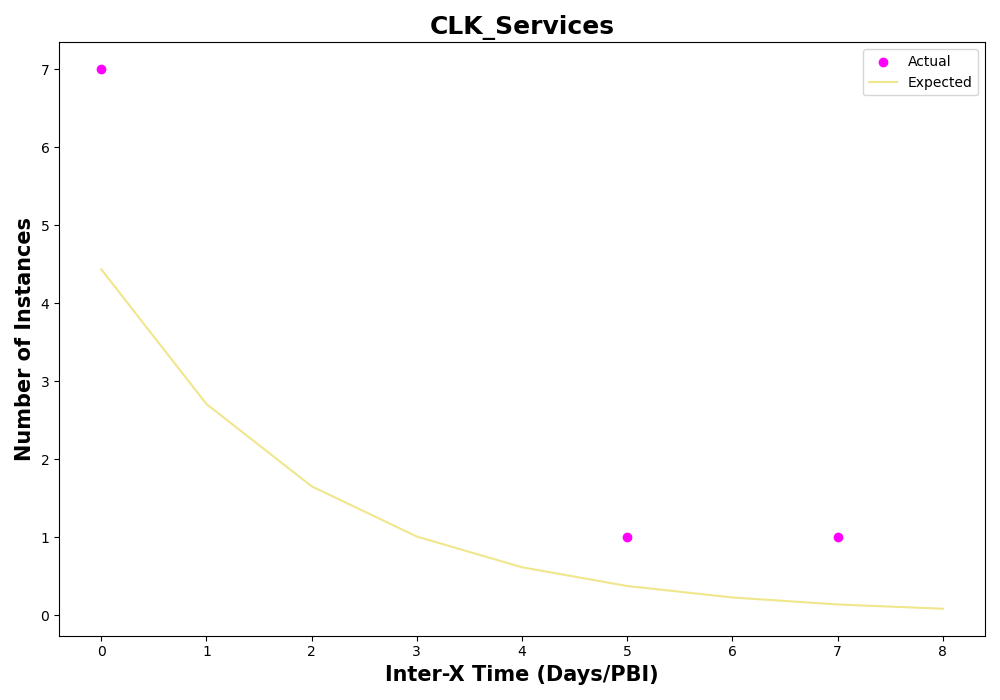 CLK_Services
Actual
Expected
Number of Instances
7
6
5
4
3
2
1
0
0 1 2 3 4 5 6 7 8
Inter-X Time (Days/PBI)